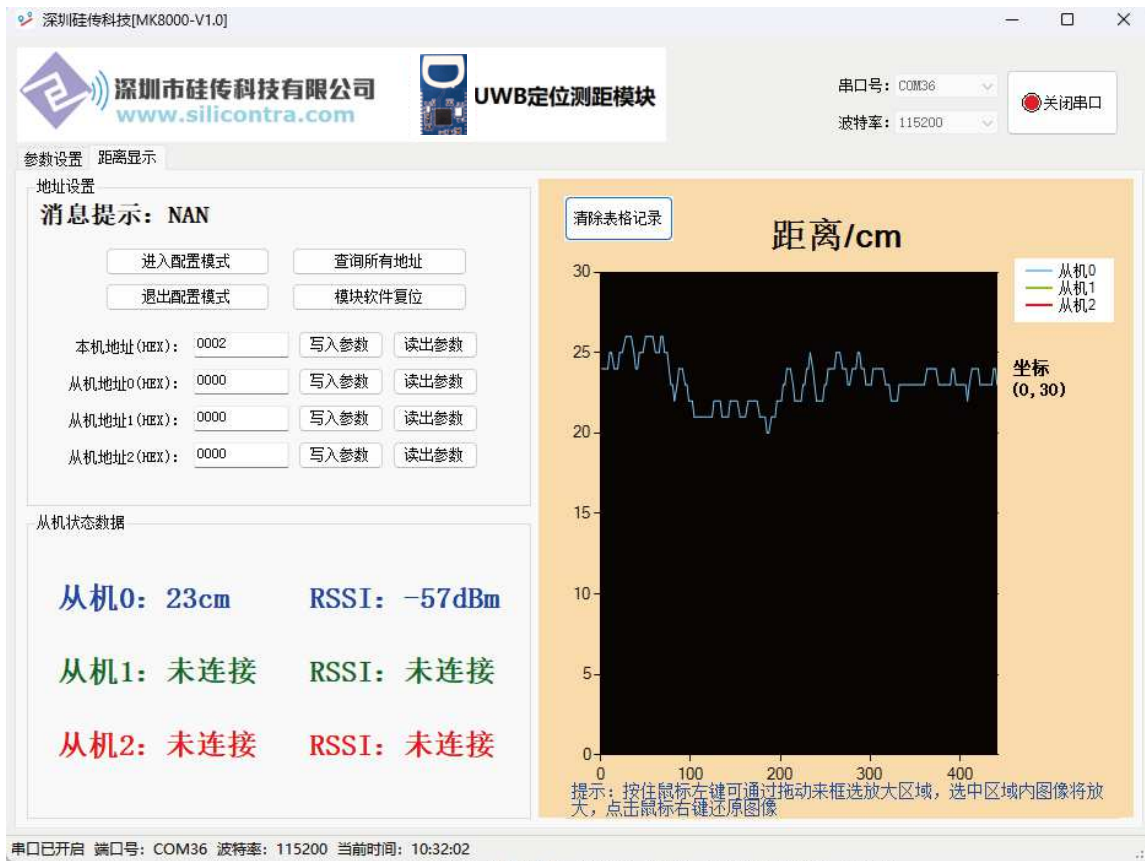 深圳硅传科技[MK8000-V1.0]
深圳市硅传科技有限公司
www.silicontra.com
UWB定位测距模块
串口号： COM36
波特率： 115200
关闭串口
参数设置 距离显示
地址设置
消息提示： NAN
进入配置模式 查询所有地址
退出配置模式 模块软件复位
本机地址(HEX)： 0002 写入参数 读出参数
从机地址0(HEX)： 0000 写入参数 读出参数
从机地址1(HEX)： 0000 写入参数 读出参数
从机地址2(HEX)： 0000 写入参数 读出参数
从机状态数据
从机0： 23cm RSSI： -57dBm
从机1： 未连接 RSSI： 未连接
从机2： 未连接 RSSI： 未连接
清除表格记录
距离/cm
从机0
从机1
从机2
坐标
(0,30)
30
25
20
15
10
5
0
0 100 200 300 400
提示：按住鼠标左键可通过拖动来框选放大区域，选中区域内图像将放
大，点击鼠标右键还原图像
串口已开启 端口号：COM36 波特率：115200 当前时间：10:32:02